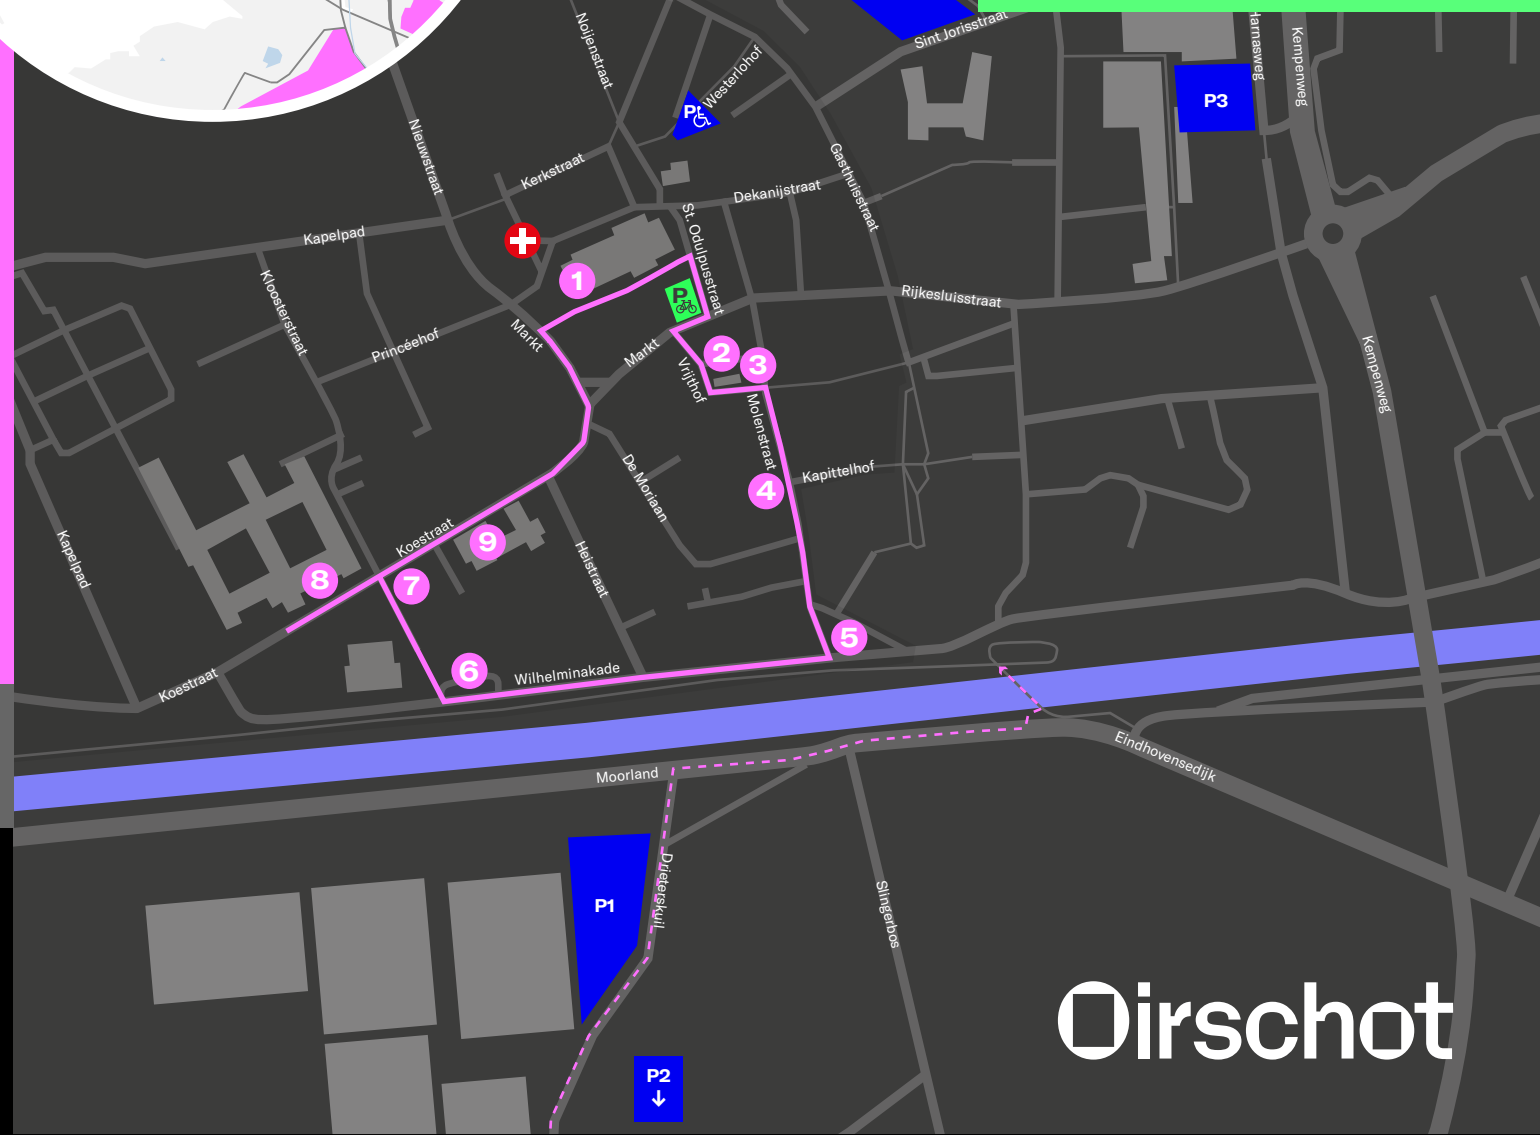 Sint Jorisstraat
Noijenstraat
Westerlohof
Harnasweg
Kempenweg
P
P3
Nieuwstraat
Kerkstraat
Gasthuisstraat
Dekanijstraat
St. Odulpusstraat
Kapelpad
1
Kloosterstraat
P
Rijkesluisstraat
Markt
Princéehof
Markt
2
3
Vrijthof
Kempenweg
Molenstraat
De Moriaan
Kapittelhof
4
Koestraat
9
Heistraat
Kapelpad
8
7
5
6
Wilhelminakade
Koestraat
Moorland
Eindhovensedijk
Drieterskuil
P1
Slingerbos
Oirschot
P2
↓